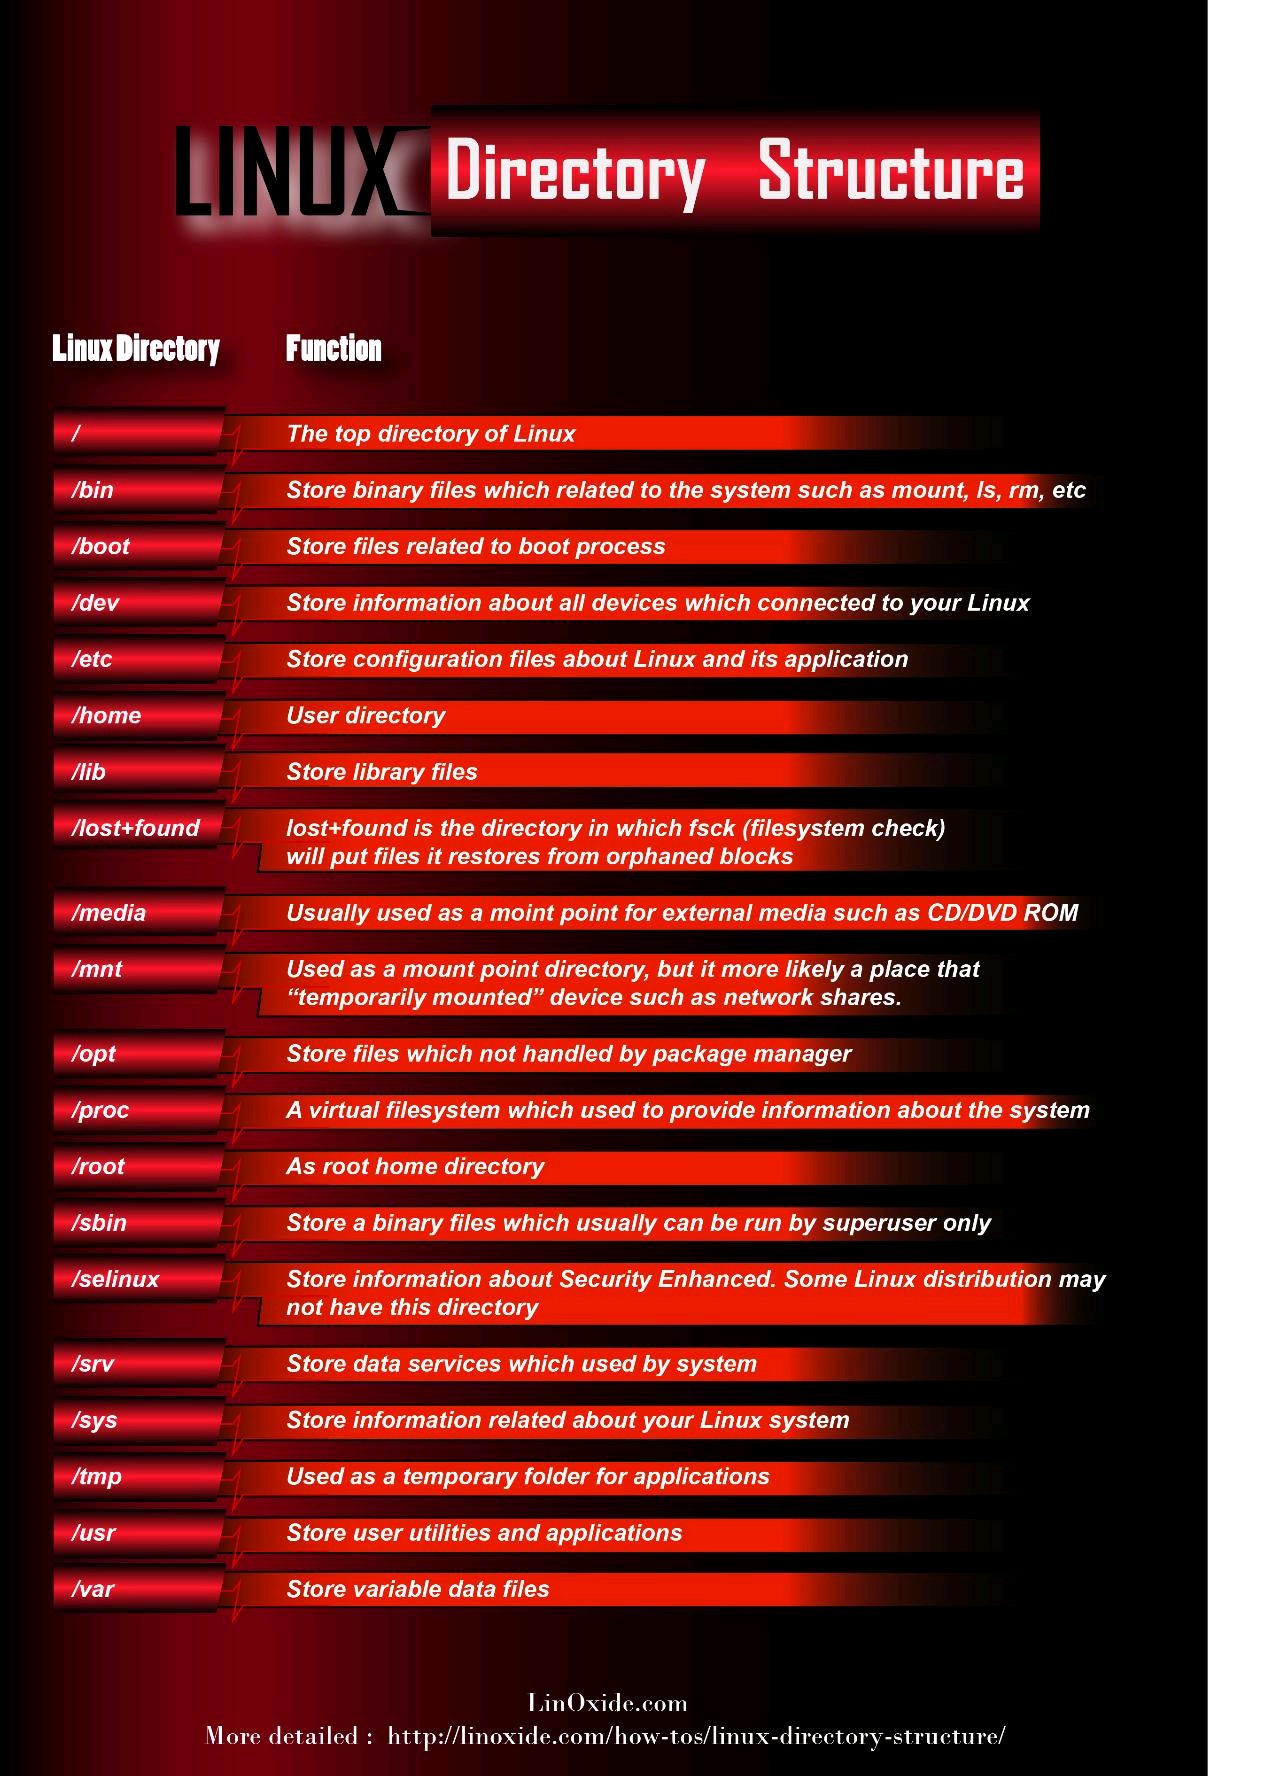 LINUX Directory Structure
Linux Directory Function
/ The top directory of Linux
/bin Store binary files which related to the system such as mount, ls, rm, etc
/boot Store files related to boot process
/dev Store information about all devices which connected to your Linux
/etc Store configuration files about Linux and its application
/home User directory
/lib Store library files
/lost+found lost+found is the directory in which fsck (filesystem check)
will put files it restores from orphaned blocks
/media Usually used as a moint point for external media such as CD/DVD ROM
/mnt Used as a mount point directory, but it more likely a place that
“temporarily mounted” device such as network shares.
/opt Store files which not handled by package manager
/proc A virtual filesystem which used to provide information about the system
/root As root home directory
/sbin Store a binary files which usually can be run by superuser only
/selinux Store information about Security Enhanced. Some Linux distribution may
not have this directory
/srv Store data services which used by system
/sys Store information related about your Linux system
/tmp Used as a temporary folder for applications
/usr Store user utilities and applications
/var Store variable data files
LinOxide.com
More detailed : http://linoxide.com/how-tos/linux-directory-structure/